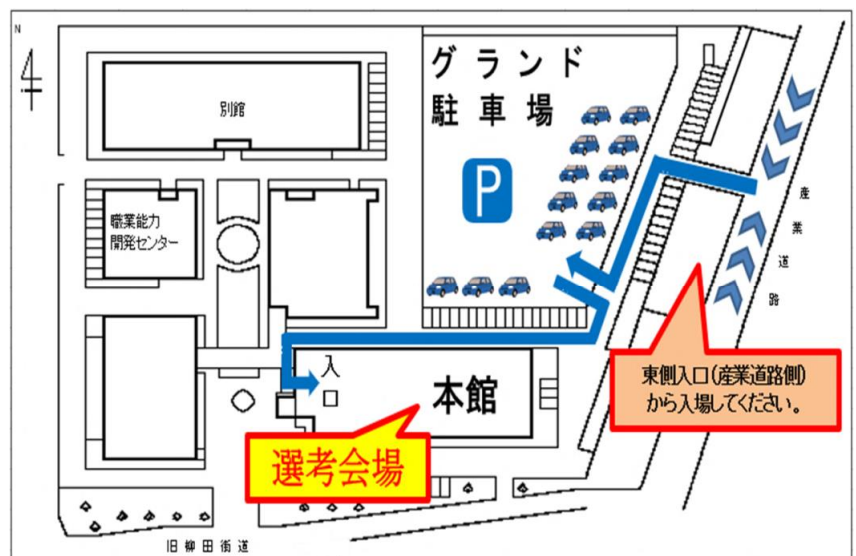 N
グランド
駐車場
別館
P
職業能力
開発センター
産業道路
入口
本館
東側入口(産業道路側)
から入場してください。
選考会場
旧柳田街道